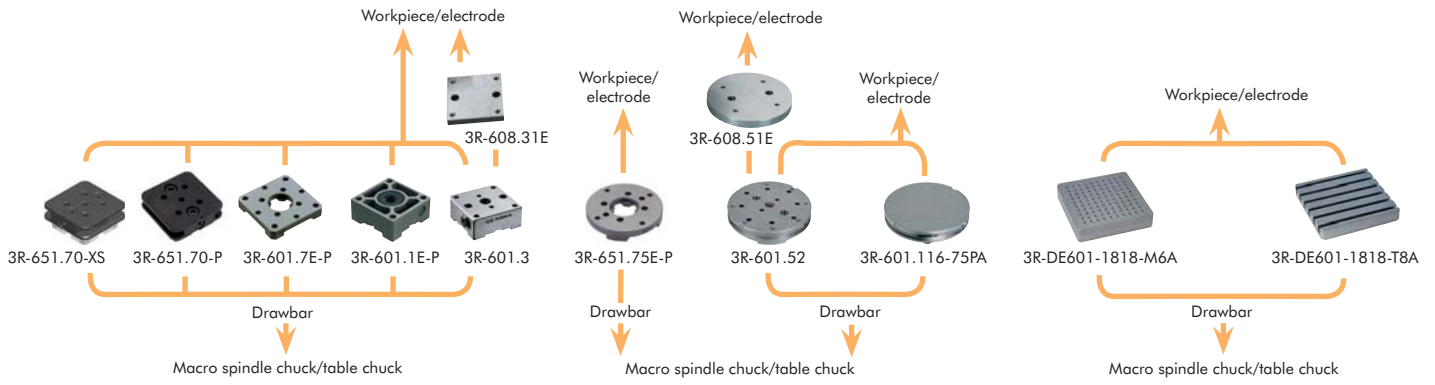 Workpiece/electrode
Workpiece/electrode
Workpiece/
electrode
Workpiece/
electrode
Workpiece/electrode
3R-608.31E
3R-608.51E
3R-651.70-XS
3R-651.70-P
3R-601.7E-P
3R-601.1E-P
3R-601.3
3R-651.75E-P
3R-601.52
3R-601.116-75PA
3R-DE601-1818-M6A
3R-DE601-1818-T8A
Drawbar
Drawbar
Drawbar
Drawbar
Macro spindle chuck/table chuck
Macro spindle chuck/table chuck
Macro spindle chuck/table chuck